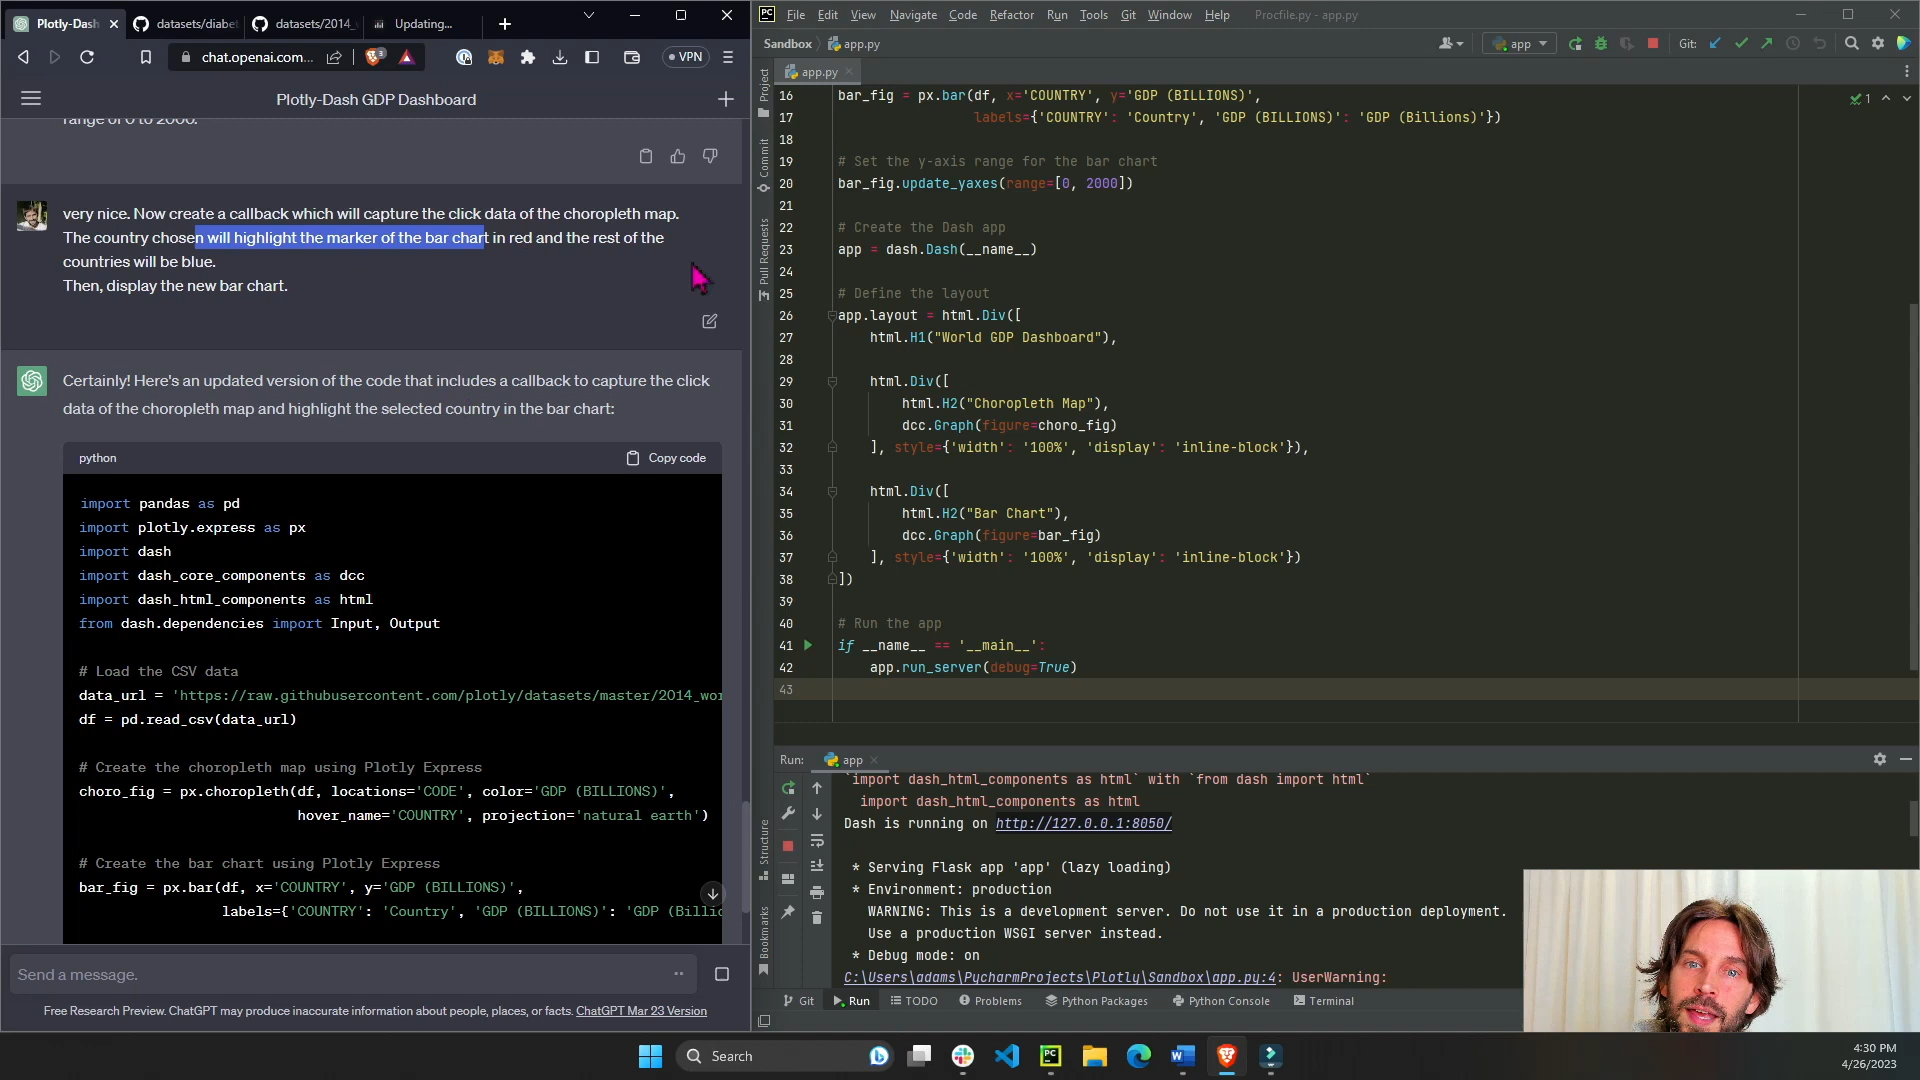 Plotly-Dash
datasets/diabe
datasets/2014_
Updating...
chat.openai.com...
VPN
Plotly-Dash GDP Dashboard
range of 0 to 2000.
very nice. Now create a callback which will capture the click data of the choropleth map.
The country chosen will highlight the marker of the bar chart in red and the rest of the
countries will be blue.
Then, display the new bar chart.
Certainly! Here's an updated version of the code that includes a callback to capture the click
data of the choropleth map and highlight the selected country in the bar chart:
python
Copy code
import pandas as pd
import plotly.express as px
import dash
import dash_core_components as dcc
import dash_html_components as html
from dash.dependencies import Input, Output
# Load the CSV data
data_url = 'https://raw.githubusercontent.com/plotly/datasets/master/2014_wor
df = pd.read_csv(data_url)
# Create the choropleth map using Plotly Express
choro_fig = px.choropleth(df, locations='CODE', color='GDP (BILLIONS)',
hover_name='COUNTRY', projection='natural earth')
# Create the bar chart using Plotly Express
bar_fig = px.bar(df, x='COUNTRY', y='GDP (BILLIONS)',
labels={'COUNTRY': 'Country', 'GDP (BILLIONS)': 'GDP (Billio
Send a message.
Free Research Preview. ChatGPT may produce inaccurate information about people, places, or facts. ChatGPT Mar 23 Version
PC File Edit View Navigate Code Refactor Run Tools Git Window Help Procfile.py - app.py
Sandbox app.py
app
Git:
app.py
Project
Commit
Pull Requests
Structure
Bookmarks
1
16 bar_fig = px.bar(df, x='COUNTRY', y='GDP (BILLIONS)',
17 labels={'COUNTRY': 'Country', 'GDP (BILLIONS)': 'GDP (Billions)'})
18
19 # Set the y-axis range for the bar chart
20 bar_fig.update_yaxes(range=[0, 2000])
21
22 # Create the Dash app
23 app = dash.Dash(__name__)
24
25 # Define the layout
26 app.layout = html.Div([
27 html.H1("World GDP Dashboard"),
28
29 html.Div([
30 html.H2("Choropleth Map"),
31 dcc.Graph(figure=choro_fig)
32 ], style={'width': '100%', 'display': 'inline-block'}),
33
34 html.Div([
35 html.H2("Bar Chart"),
36 dcc.Graph(figure=bar_fig)
37 ], style={'width': '100%', 'display': 'inline-block'})
38 ])
39
40 # Run the app
41 if __name__ == '__main__':
42 app.run_server(debug=True)
43
Run: app
`import dash_html_components as html` with `from dash import html`
import dash_html_components as html
Dash is running on http://127.0.0.1:8050/
* Serving Flask app 'app' (lazy loading)
* Environment: production
WARNING: This is a development server. Do not use it in a production deployment.
Use a production WSGI server instead.
* Debug mode: on
C:\Users\adams\PycharmProjects\Plotly\Sandbox\app.py:4: UserWarning:
Git Run TODO Problems Python Packages Python Console Terminal
Search
4:30 PM
4/26/2023